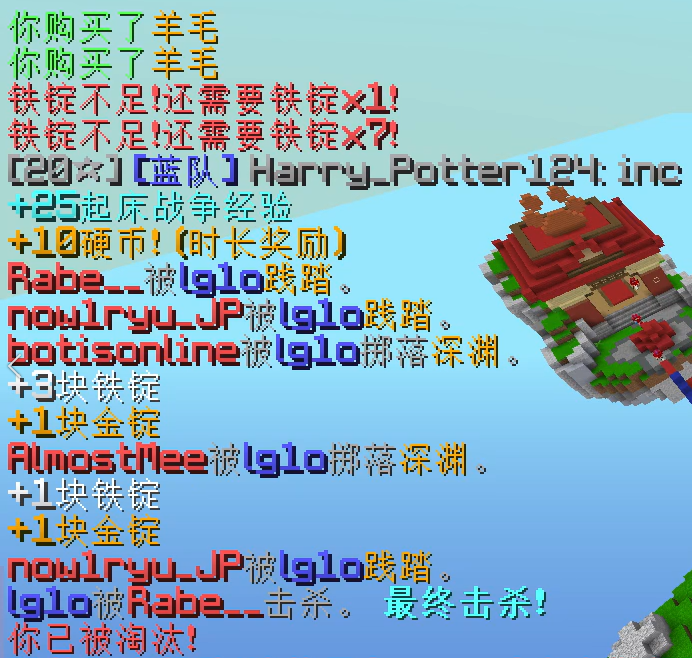 你购买了羊毛
你购买了羊毛
铁锭不足!还需要铁锭x1!
铁锭不足!还需要铁锭x7!
[20☆] [蓝队] Harry_Potter124: inc
+25起床战争经验
+10硬币! (时长奖励)
Rabe__被lglo践踏。
now1ryu_JP被lglo践踏。
botisonline被lglo掷落深渊。
+3块铁锭
+1块金锭
AlmostMee被lglo掷落深渊。
+1块铁锭
+1块金锭
now1ryu_JP被lglo践踏。
lglo被Rabe__击杀。 最终击杀!
你已被淘汰!